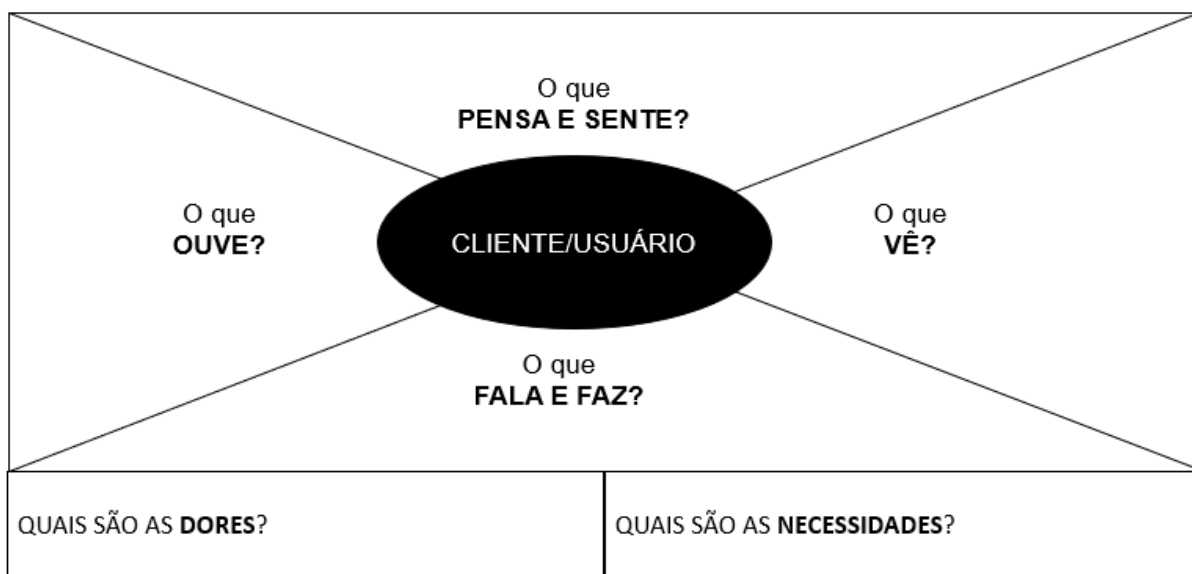 O que
PENSA E SENTE?
O que
OUVE?
CLIENTE/USUÁRIO
O que
VÊ?
O que
FALA E FAZ?
QUAIS SÃO AS DORES?
QUAIS SÃO AS NECESSIDADES?